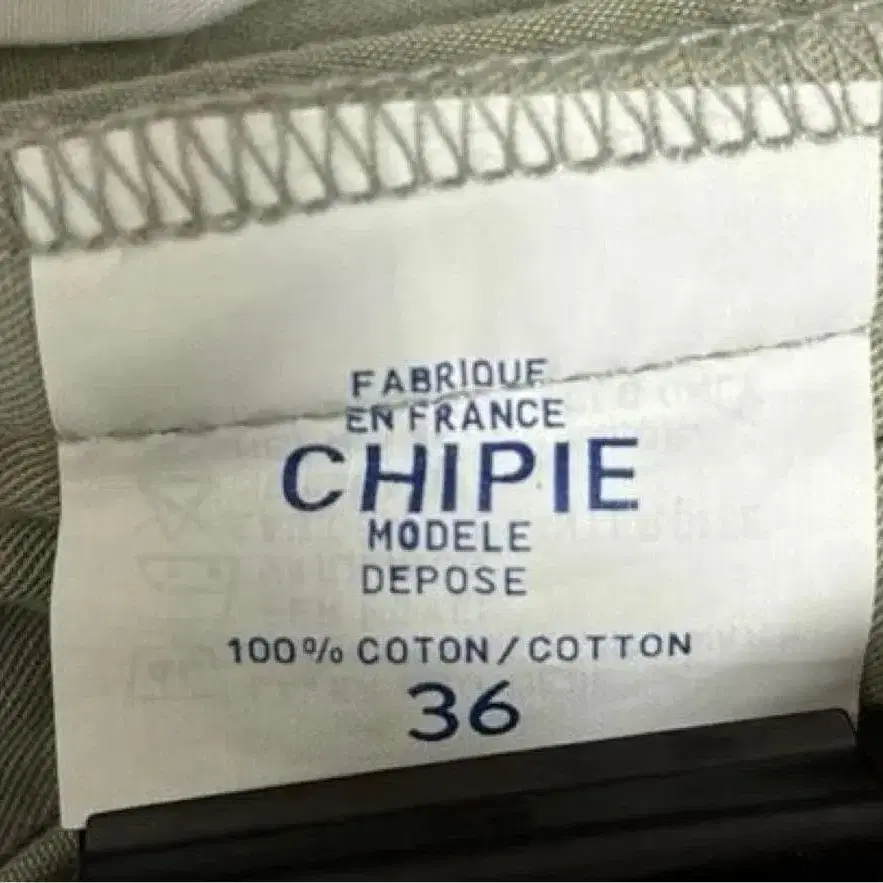 FABRIQUE
EN FRANCE
CHIPIE
MODELE
DEPOSE
100% COTON/COTTON
36